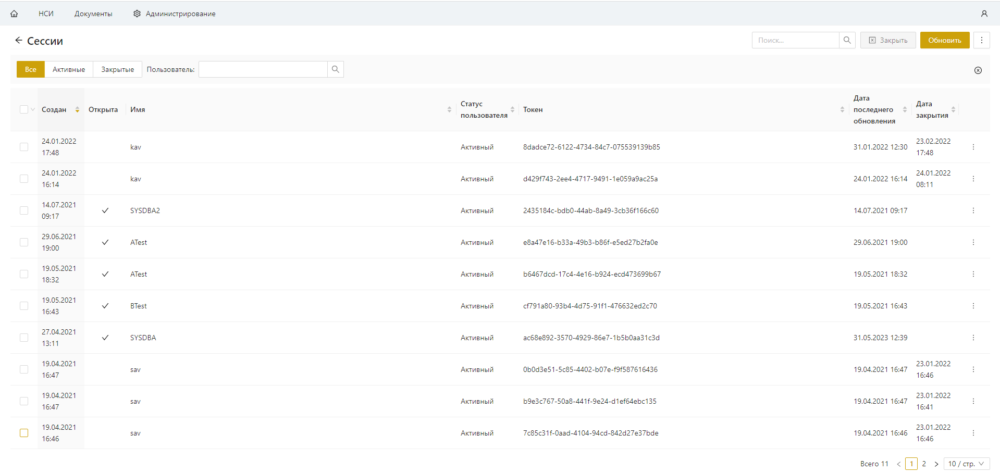 НСИ Документы Администрирование
Сессии Поиск... Закрыть Обновить
Все Активные Закрытые Пользователь:
Создан Открыта Имя Статус пользователя Токен Дата последнего обновления Дата закрытия
24.01.2022 17:48 kav Активный 8dadce72-6122-4734-84c7-075539139b85 31.01.2022 12:30 23.02.2022 17:48
24.01.2022 16:14 kav Активный d429f743-2ee4-4717-9491-1e059a9ac25a 24.01.2022 16:14 24.01.2022 08:11
14.07.2021 09:17 SYSDBA2 Активный 2435184c-bdb0-44ab-8a49-3cb36f166c60 14.07.2021 09:17
29.06.2021 19:00 ATest Активный e8a47e16-b33a-49b3-b86f-e5ed27b2fa0e 29.06.2021 19:00
19.05.2021 18:32 ATest Активный b6467dcd-17c4-4e16-b924-ecd473699b67 19.05.2021 18:32
19.05.2021 16:43 BTest Активный cf791a80-93b4-4d75-91f1-476632ed2c70 19.05.2021 16:43
27.04.2021 13:11 SYSDBA Активный ac68e892-3570-4929-86e7-1b5b0aa31c3d 31.05.2023 12:39
19.04.2021 16:47 sav Активный 0b0d3e51-5c85-4402-b07e-f9f587616436 19.04.2021 16:47 23.01.2022 16:46
19.04.2021 16:47 sav Активный b9e3c767-50a8-441f-9e24-d1ef64ebc135 19.04.2021 16:47 23.01.2022 16:41
19.04.2021 16:46 sav Активный 7c85c31f-0aad-4104-94cd-842d27e37bde 19.04.2021 16:46 23.01.2022 16:46
Всего 11 < 1 2 > 10 / стр.